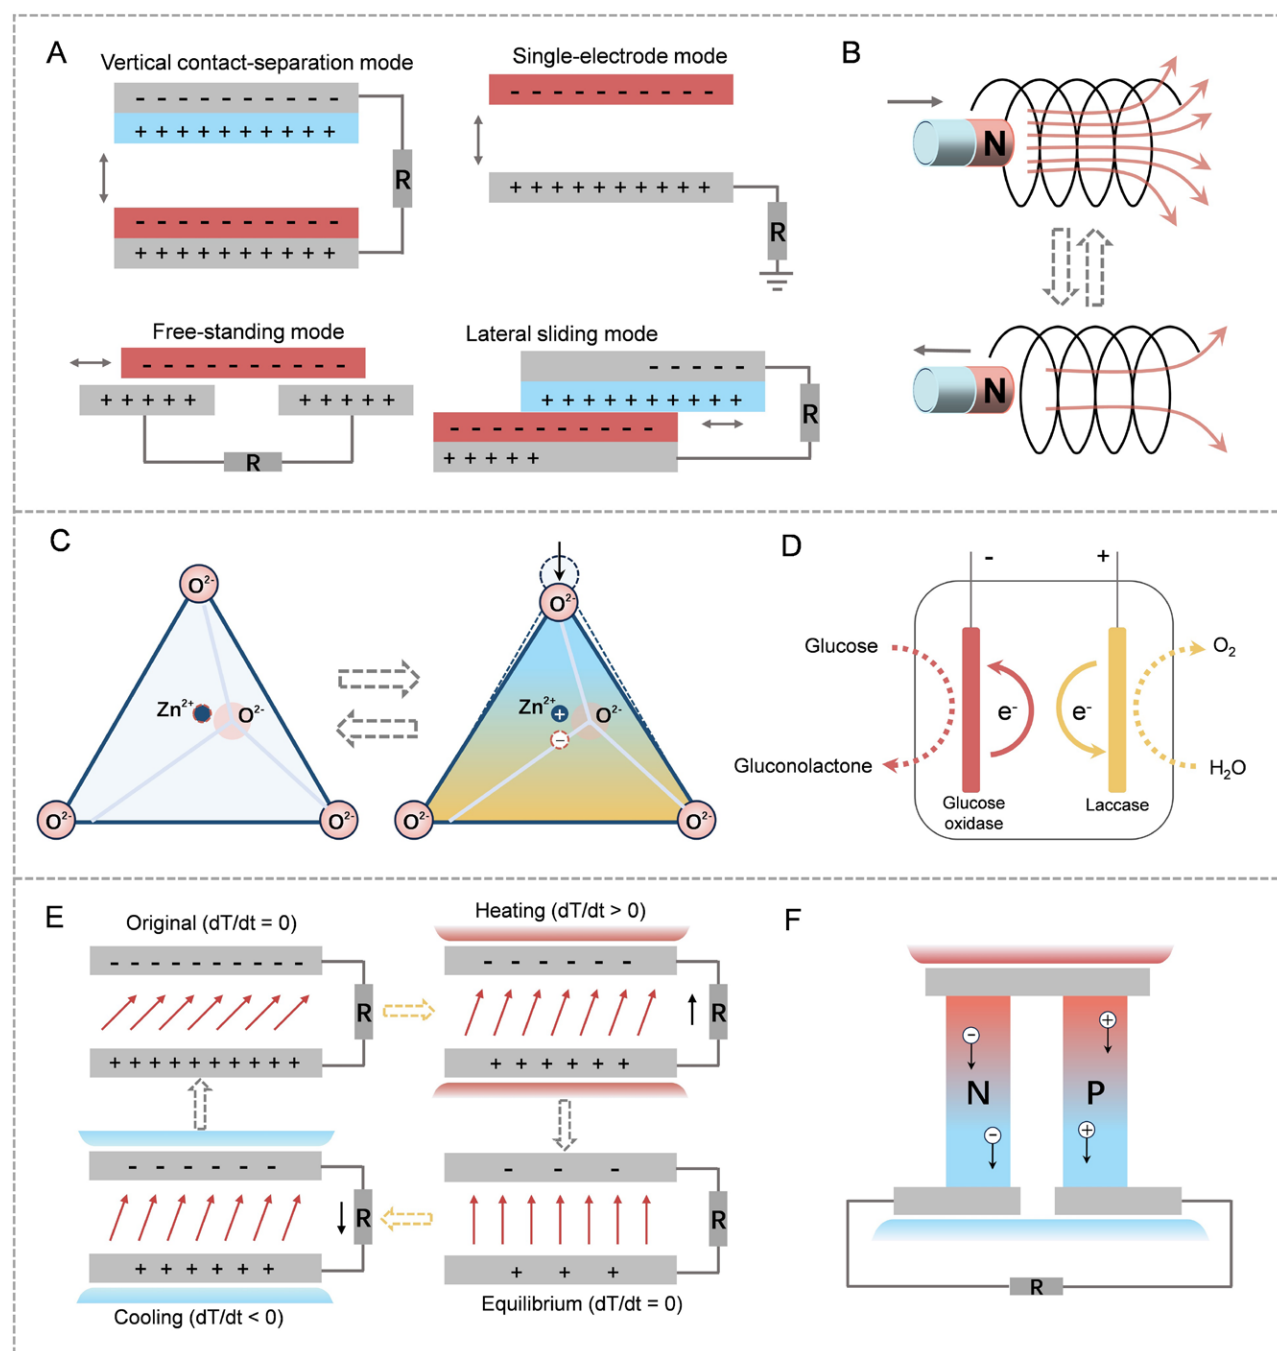 A
Vertical contact-separation mode
- - - - - - - - - -
+ + + + + + + + + +
R
- - - - - - - - - -
+ + + + + + + + + +
Single-electrode mode
- - - - - - - - - -
+ + + + + + + + + +
R
Free-standing mode
- - - - - - - - - -
+ + + + +
+ + + + +
R
Lateral sliding mode
- - - - -
+ + + + + + + + + +
R
- - - - - - - - - -
+ + + + +
B
N
N
C
O²⁻
Zn²⁺
O²⁻
O²⁻
O²⁻
O²⁻
Zn²⁺ +
O²⁻
−
O²⁻
O²⁻
D
- +
Glucose
O₂
e⁻ e⁻
Gluconolactone
H₂O
Glucose
oxidase
Laccase
E
Original (dT/dt = 0)
- - - - - - - - - -
R
+ + + + + + + + +
Heating (dT/dt > 0)
- - - - - -
R
+ + + + + +
- - - - - -
R
+ + + + + +
Cooling (dT/dt < 0)
- - -
R
+ + +
Equilibrium (dT/dt = 0)
F
− +
N P
− +
R